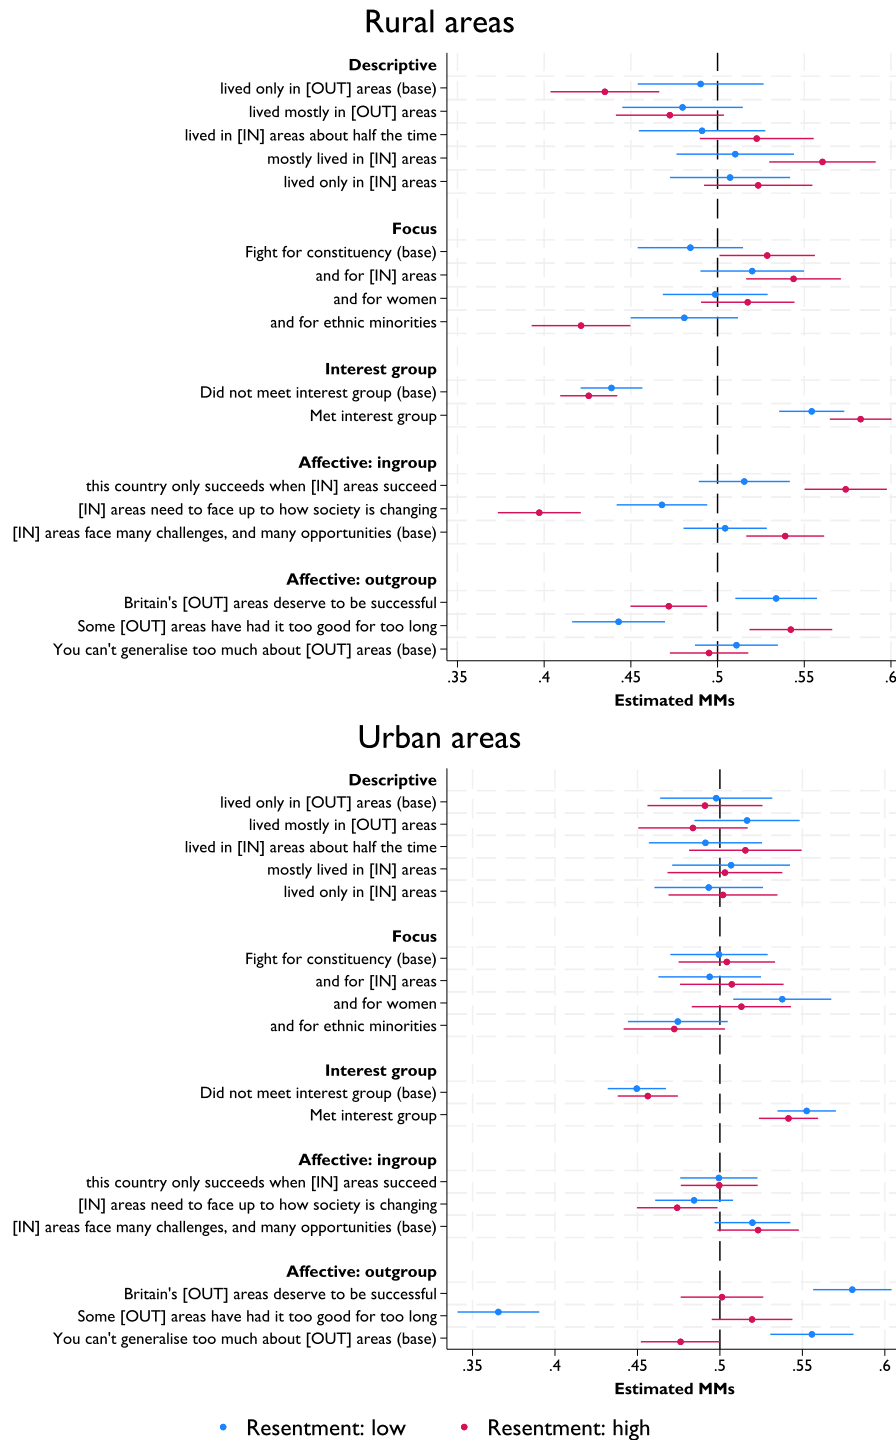 Rural areas
Descriptive
lived only in [OUT] areas (base)
lived mostly in [OUT] areas
lived in [IN] areas about half the time
mostly lived in [IN] areas
lived only in [IN] areas
Focus
Fight for constituency (base)
and for [IN] areas
and for women
and for ethnic minorities
Interest group
Did not meet interest group (base)
Met interest group
Affective: ingroup
this country only succeeds when [IN] areas succeed
[IN] areas need to face up to how society is changing
[IN] areas face many challenges, and many opportunities (base)
Affective: outgroup
Britain's [OUT] areas deserve to be successful
Some [OUT] areas have had it too good for too long
You can't generalise too much about [OUT] areas (base)
.35 .4 .45 .5 .55 .6
Estimated MMs
Urban areas
Descriptive
lived only in [OUT] areas (base)
lived mostly in [OUT] areas
lived in [IN] areas about half the time
mostly lived in [IN] areas
lived only in [IN] areas
Focus
Fight for constituency (base)
and for [IN] areas
and for women
and for ethnic minorities
Interest group
Did not meet interest group (base)
Met interest group
Affective: ingroup
this country only succeeds when [IN] areas succeed
[IN] areas need to face up to how society is changing
[IN] areas face many challenges, and many opportunities (base)
Affective: outgroup
Britain's [OUT] areas deserve to be successful
Some [OUT] areas have had it too good for too long
You can't generalise too much about [OUT] areas (base)
.35 .4 .45 .5 .55 .6
Estimated MMs
Resentment: low Resentment: high